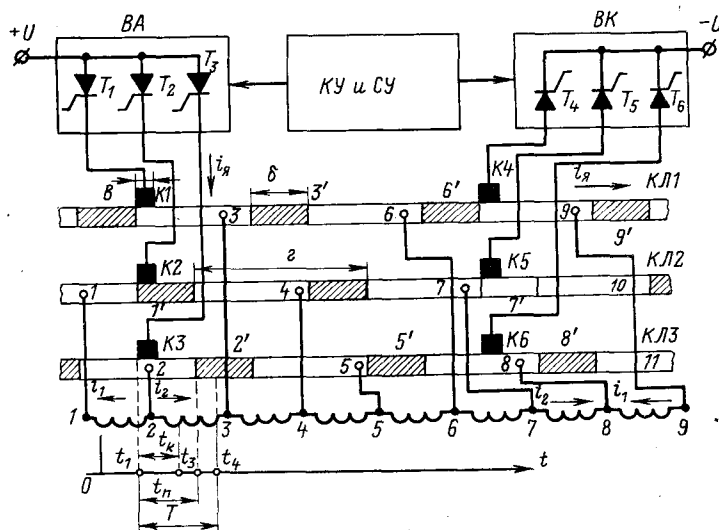 ВА ВК
+U -U
T1 T2 T3 КУ и СУ T4 T5 T6
в К1 iя б 3' 6' К4 iя КЛ1
3 6 9
9'
К2 г К5 КЛ2
1 4 7 10
1' 7'
К3 2' 5' К6 8' КЛ3
2 5 8 11
i1 i2 i2 i1
1 2 3 4 5 6 7 8 9
tк
t1 t3 t4
0 tп t
T